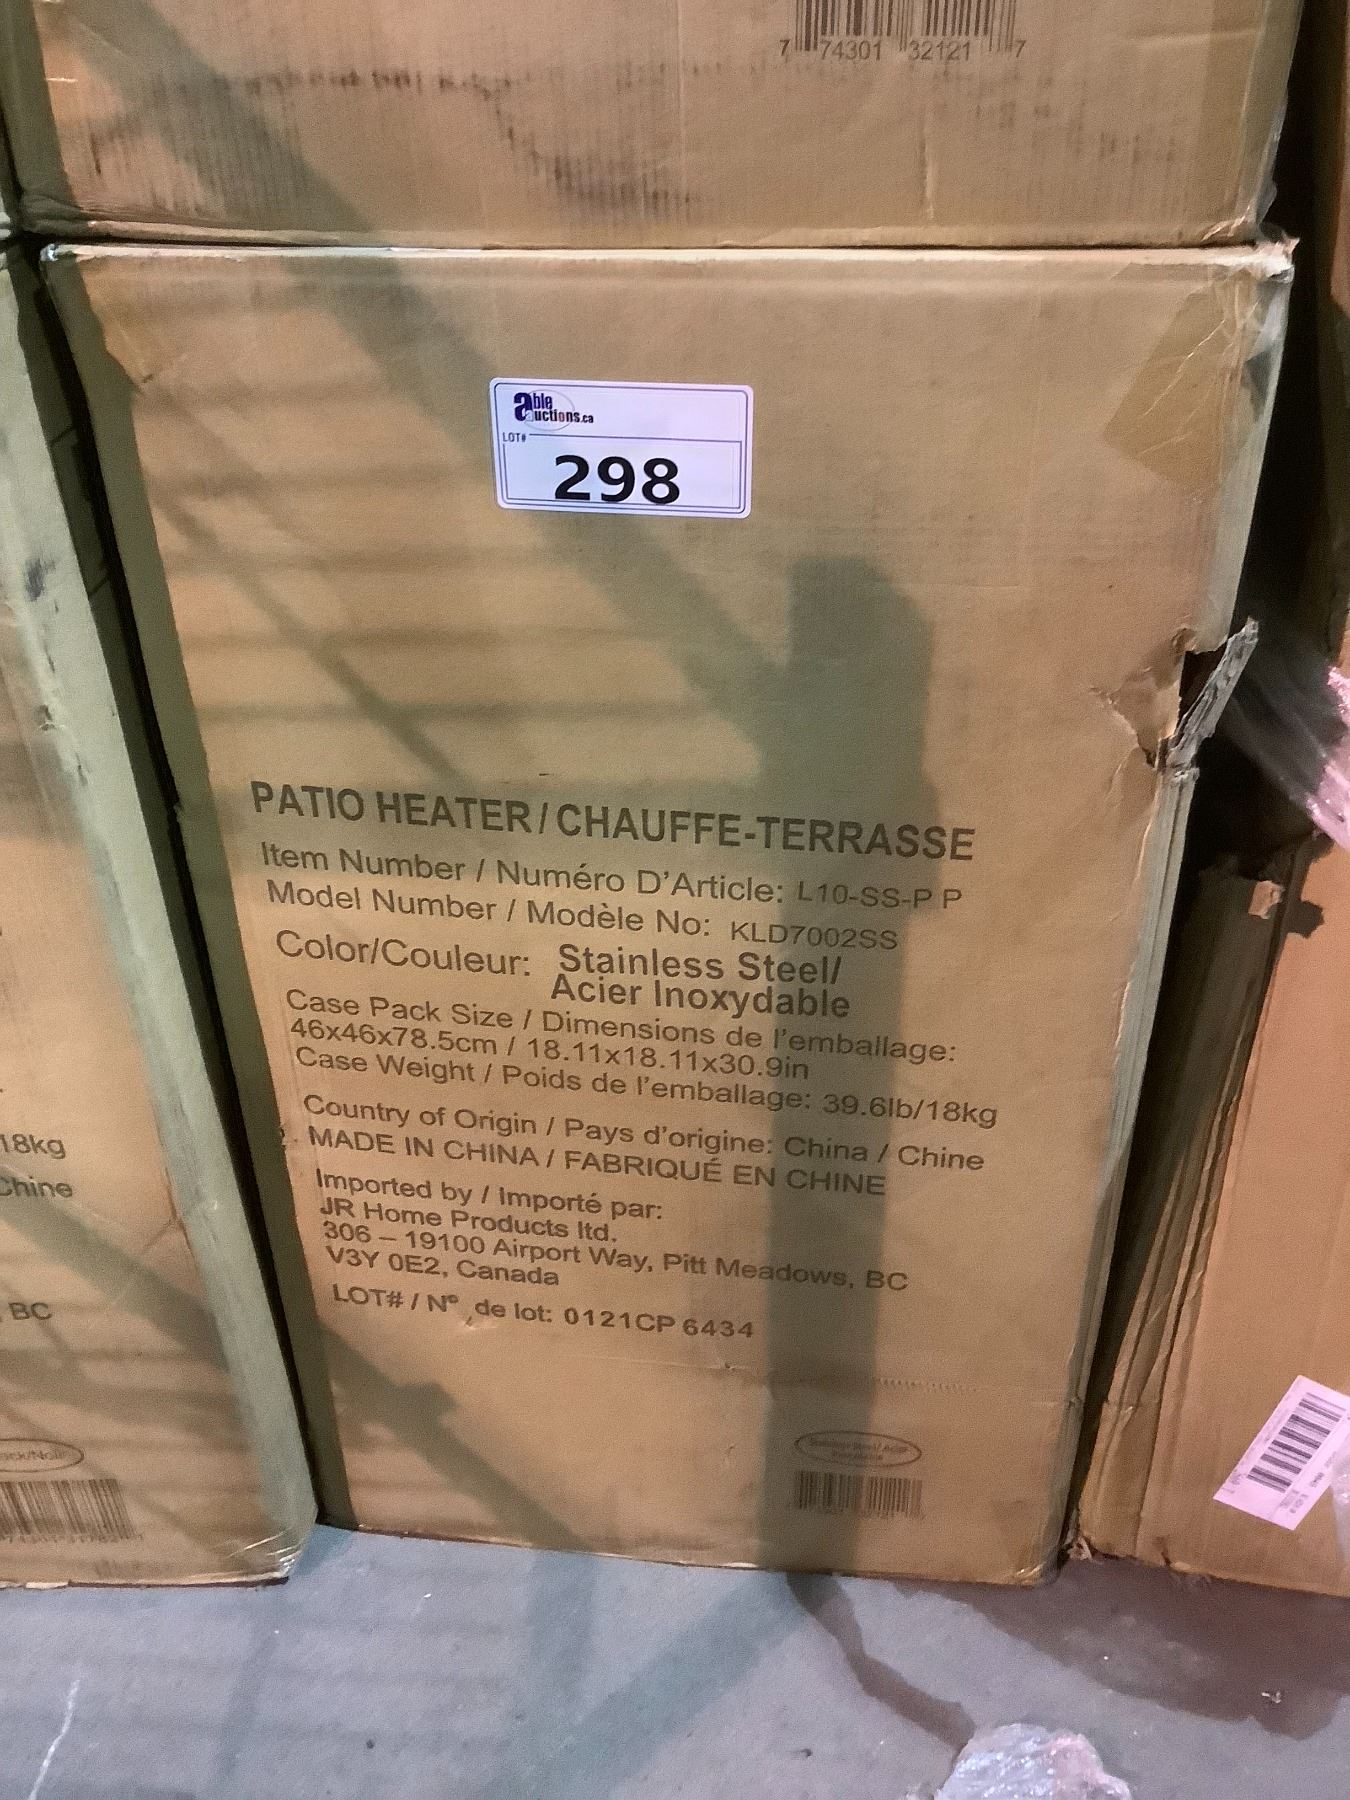 7 74301 32121 7
able
auctions.ca
LOT#
298
PATIO HEATER / CHAUFFE-TERRASSE
Item Number / Numéro D'Article: L10-SS-P P
Model Number / Modèle No: KLD7002SS
Color/Couleur: Stainless Steel/
Acier Inoxydable
Case Pack Size / Dimensions de l'emballage:
46x46x78.5cm / 18.11x18.11x30.9in
Case Weight / Poids de l'emballage: 39.6lb/18kg
Country of Origin / Pays d'origine: China / Chine
MADE IN CHINA / FABRIQUÉ EN CHINE
Imported by / Importé par:
JR Home Products ltd.
306 – 19100 Airport Way, Pitt Meadows, BC
V3Y 0E2, Canada
LOT# / Nº de lot: 0121CP 6434
18kg
Chine
BC